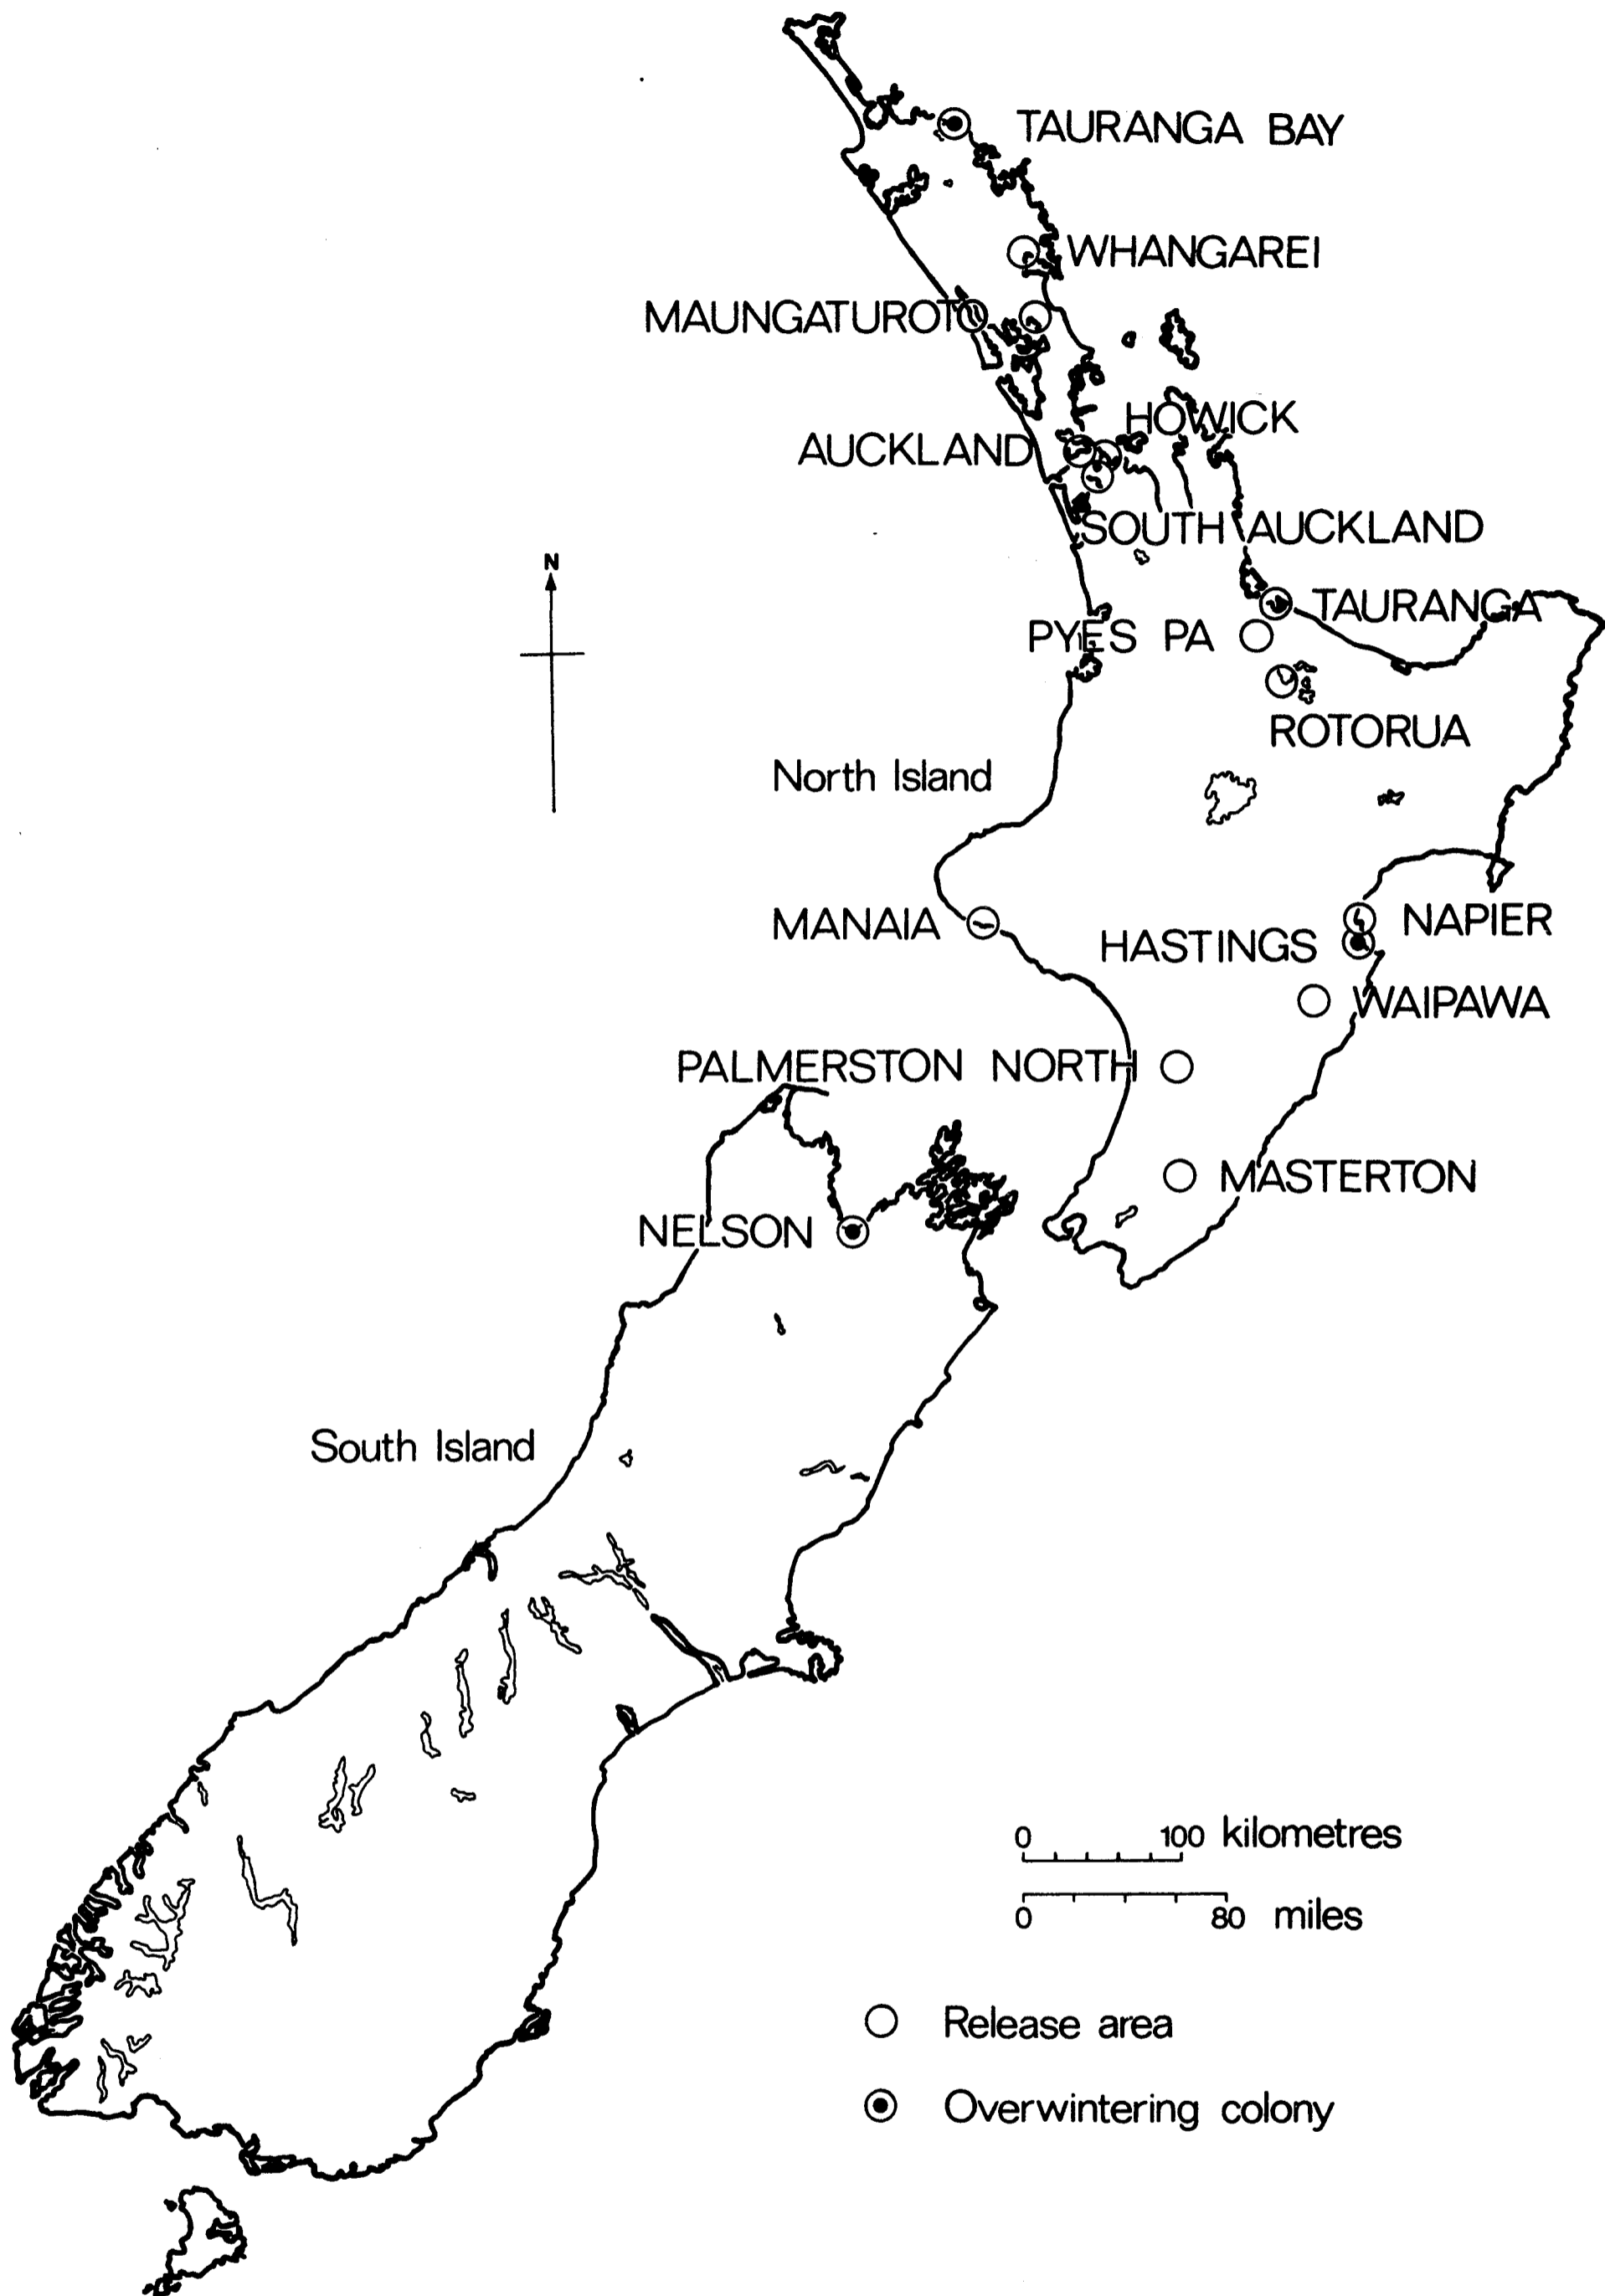 TAURANGA BAY
WHANGAREI
MAUNGATUROTO
HOWICK
AUCKLAND
SOUTH AUCKLAND
N
TAURANGA
PYES PA
ROTORUA
North Island
MANAIA
NAPIER
HASTINGS
WAIPAWA
PALMERSTON NORTH
MASTERTON
NELSON
South Island
0 100 kilometres
0 80 miles
Release area
Overwintering colony